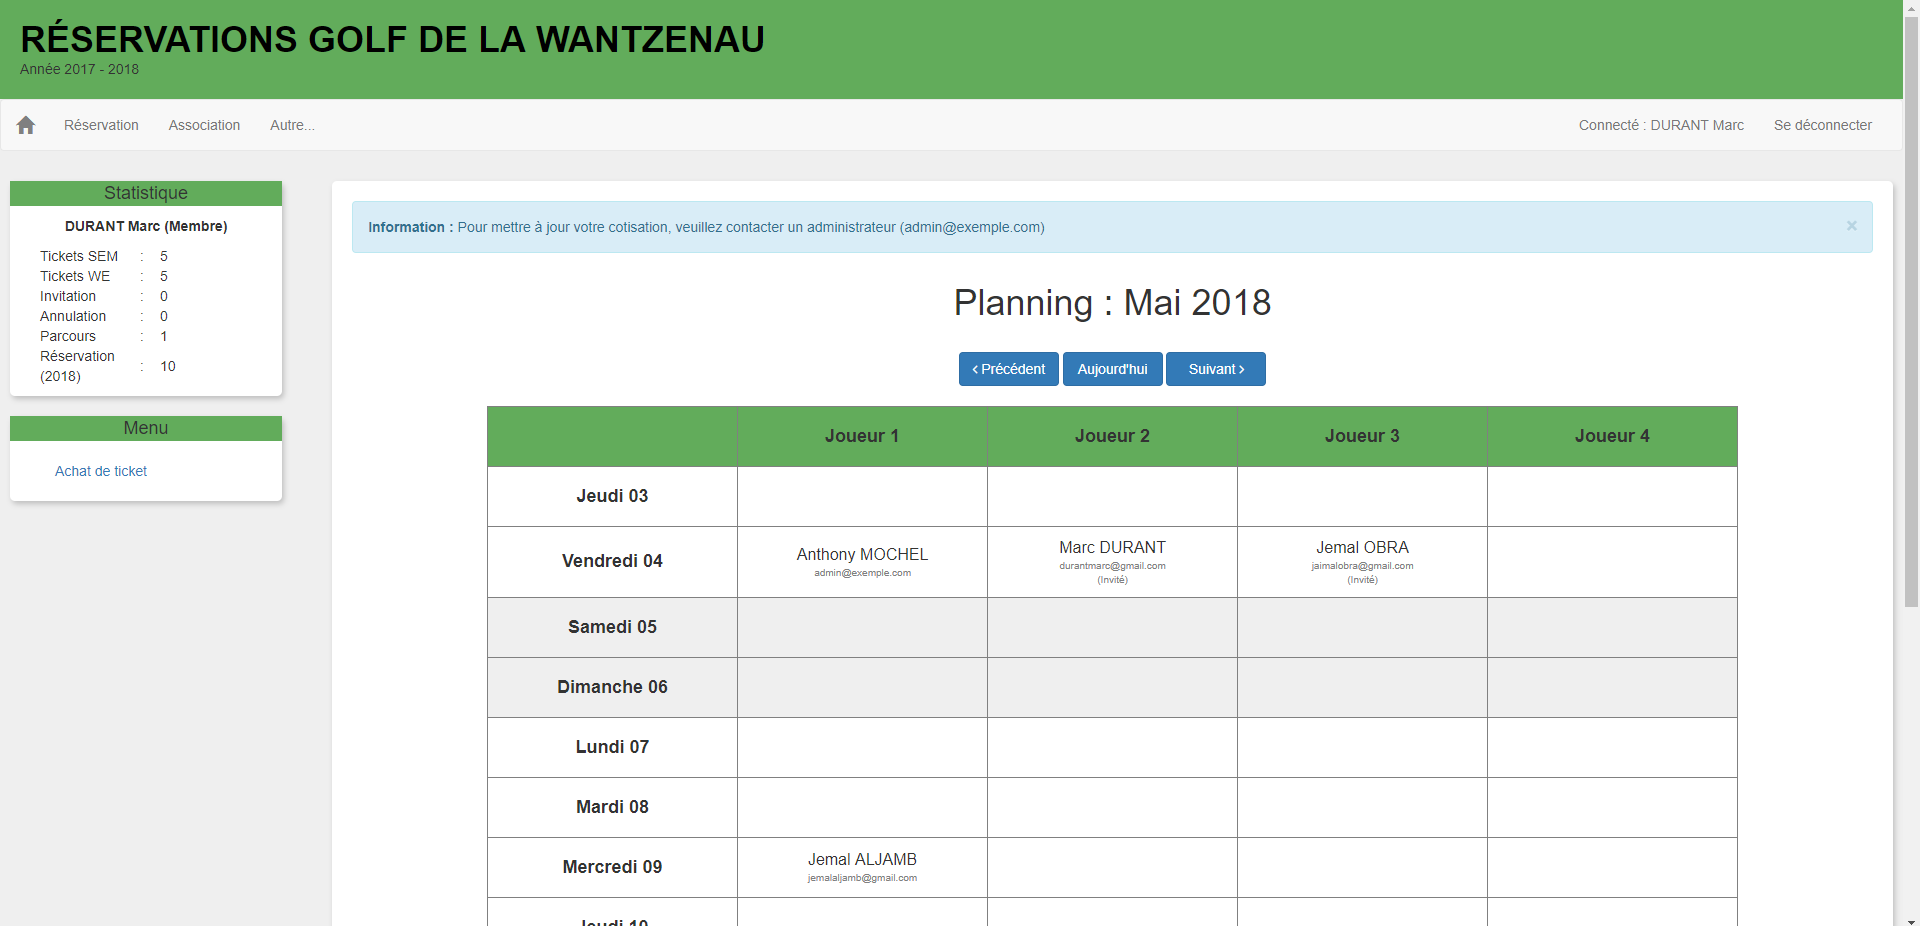 RÉSERVATIONS GOLF DE LA WANTZENAU
Année 2017 - 2018
Réservation Association Autre... Connecté : DURANT Marc Se déconnecter
Statistique
DURANT Marc (Membre)
Tickets SEM : 5
Tickets WE : 5
Invitation : 0
Annulation : 0
Parcours : 1
Réservation (2018) : 10
Menu
Achat de ticket
Information : Pour mettre à jour votre cotisation, veuillez contacter un administrateur (admin@exemple.com) ×
Planning : Mai 2018
‹ Précédent Aujourd'hui Suivant ›
Joueur 1 Joueur 2 Joueur 3 Joueur 4
Jeudi 03
Vendredi 04
Anthony MOCHEL
admin@exemple.com
Marc DURANT
durantmarc@gmail.com
(Invité)
Jemal OBRA
jaimalobra@gmail.com
(Invité)
Samedi 05
Dimanche 06
Lundi 07
Mardi 08
Mercredi 09
Jemal ALJAMB
jemalaljamb@gmail.com
Jeudi 10